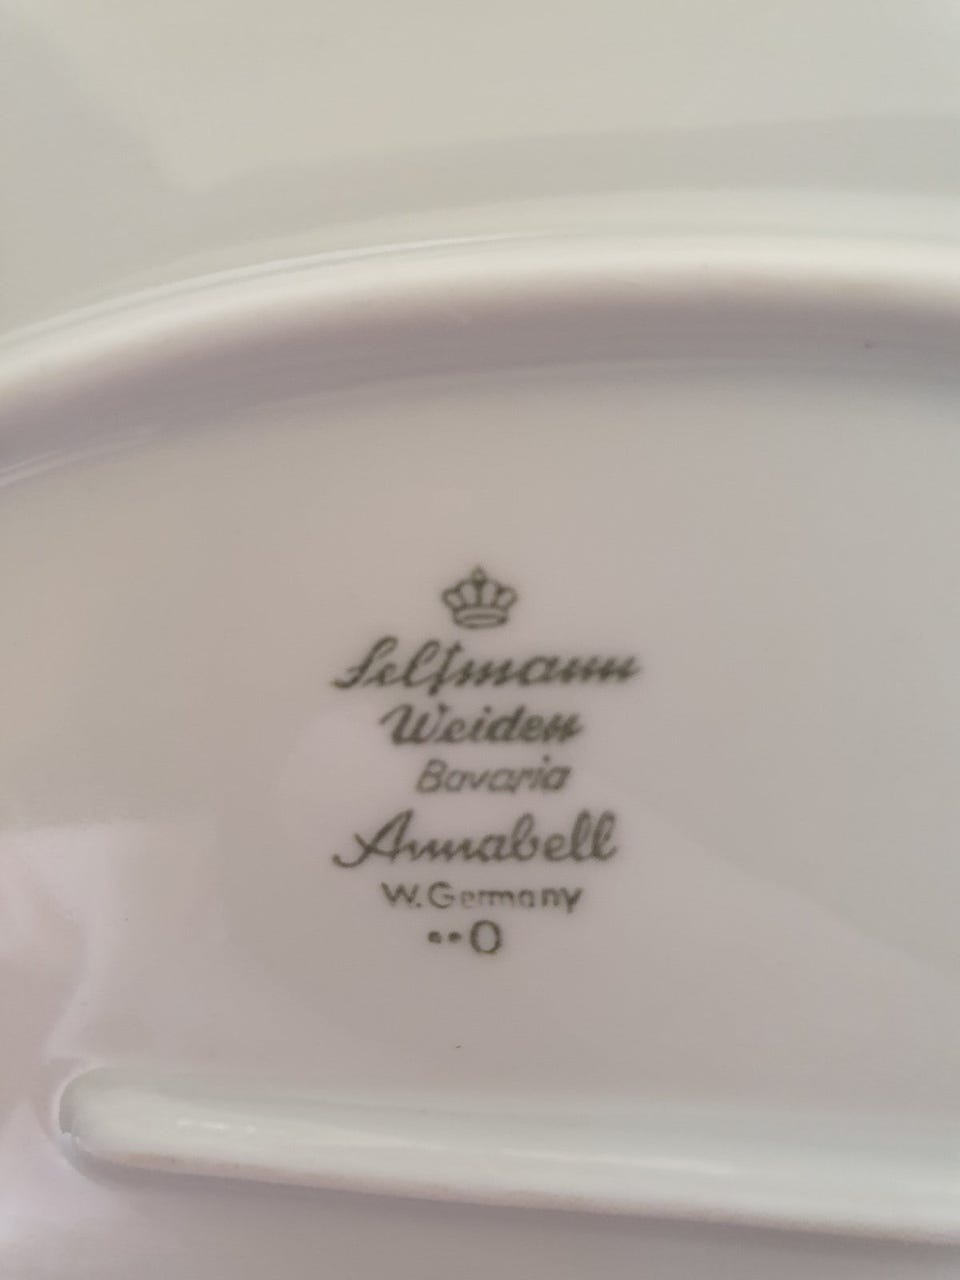 Seltmann
Weiden
Bavaria
Annabell
W. Germany
••O